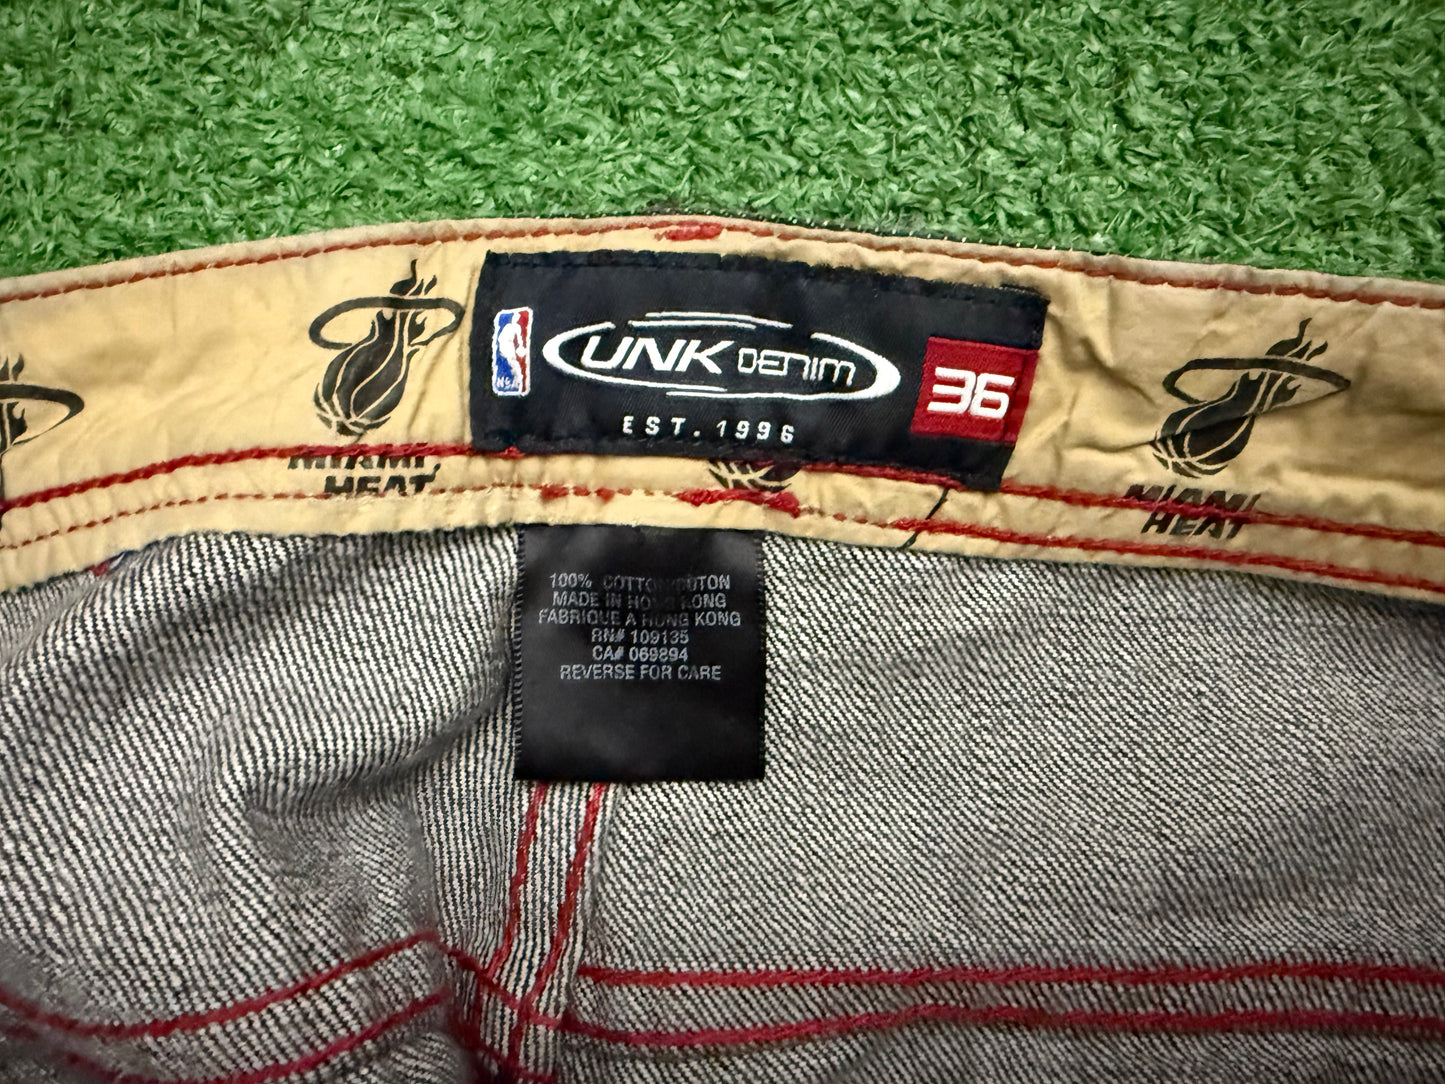 NBA
UNK DENIM
36
EST. 1996
MIAMI
HEAT
MIAMI
HEAT
100% COTTON/COTON
MADE IN HONG KONG
FABRIQUE A HONG KONG
RN# 109135
CA# 069894
REVERSE FOR CARE